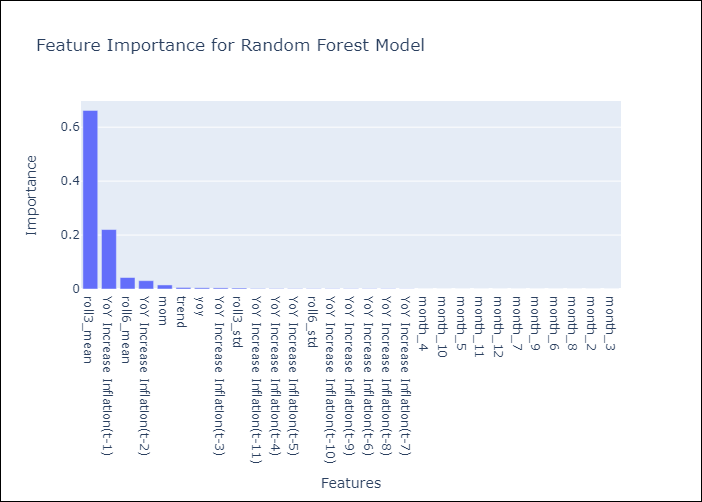 Feature Importance for Random Forest Model
Importance
0.6
0.4
0.2
0
roll3_mean
YoY Increase Inflation(t-1)
roll6_mean
YoY Increase Inflation(t-2)
mom
trend
yoy
YoY Increase Inflation(t-3)
roll3_std
YoY Increase Inflation(t-11)
YoY Increase Inflation(t-4)
YoY Increase Inflation(t-5)
roll6_std
YoY Increase Inflation(t-10)
YoY Increase Inflation(t-9)
YoY Increase Inflation(t-6)
YoY Increase Inflation(t-8)
YoY Increase Inflation(t-7)
month_4
month_10
month_5
month_11
month_12
month_7
month_9
month_6
month_8
month_2
month_3
Features